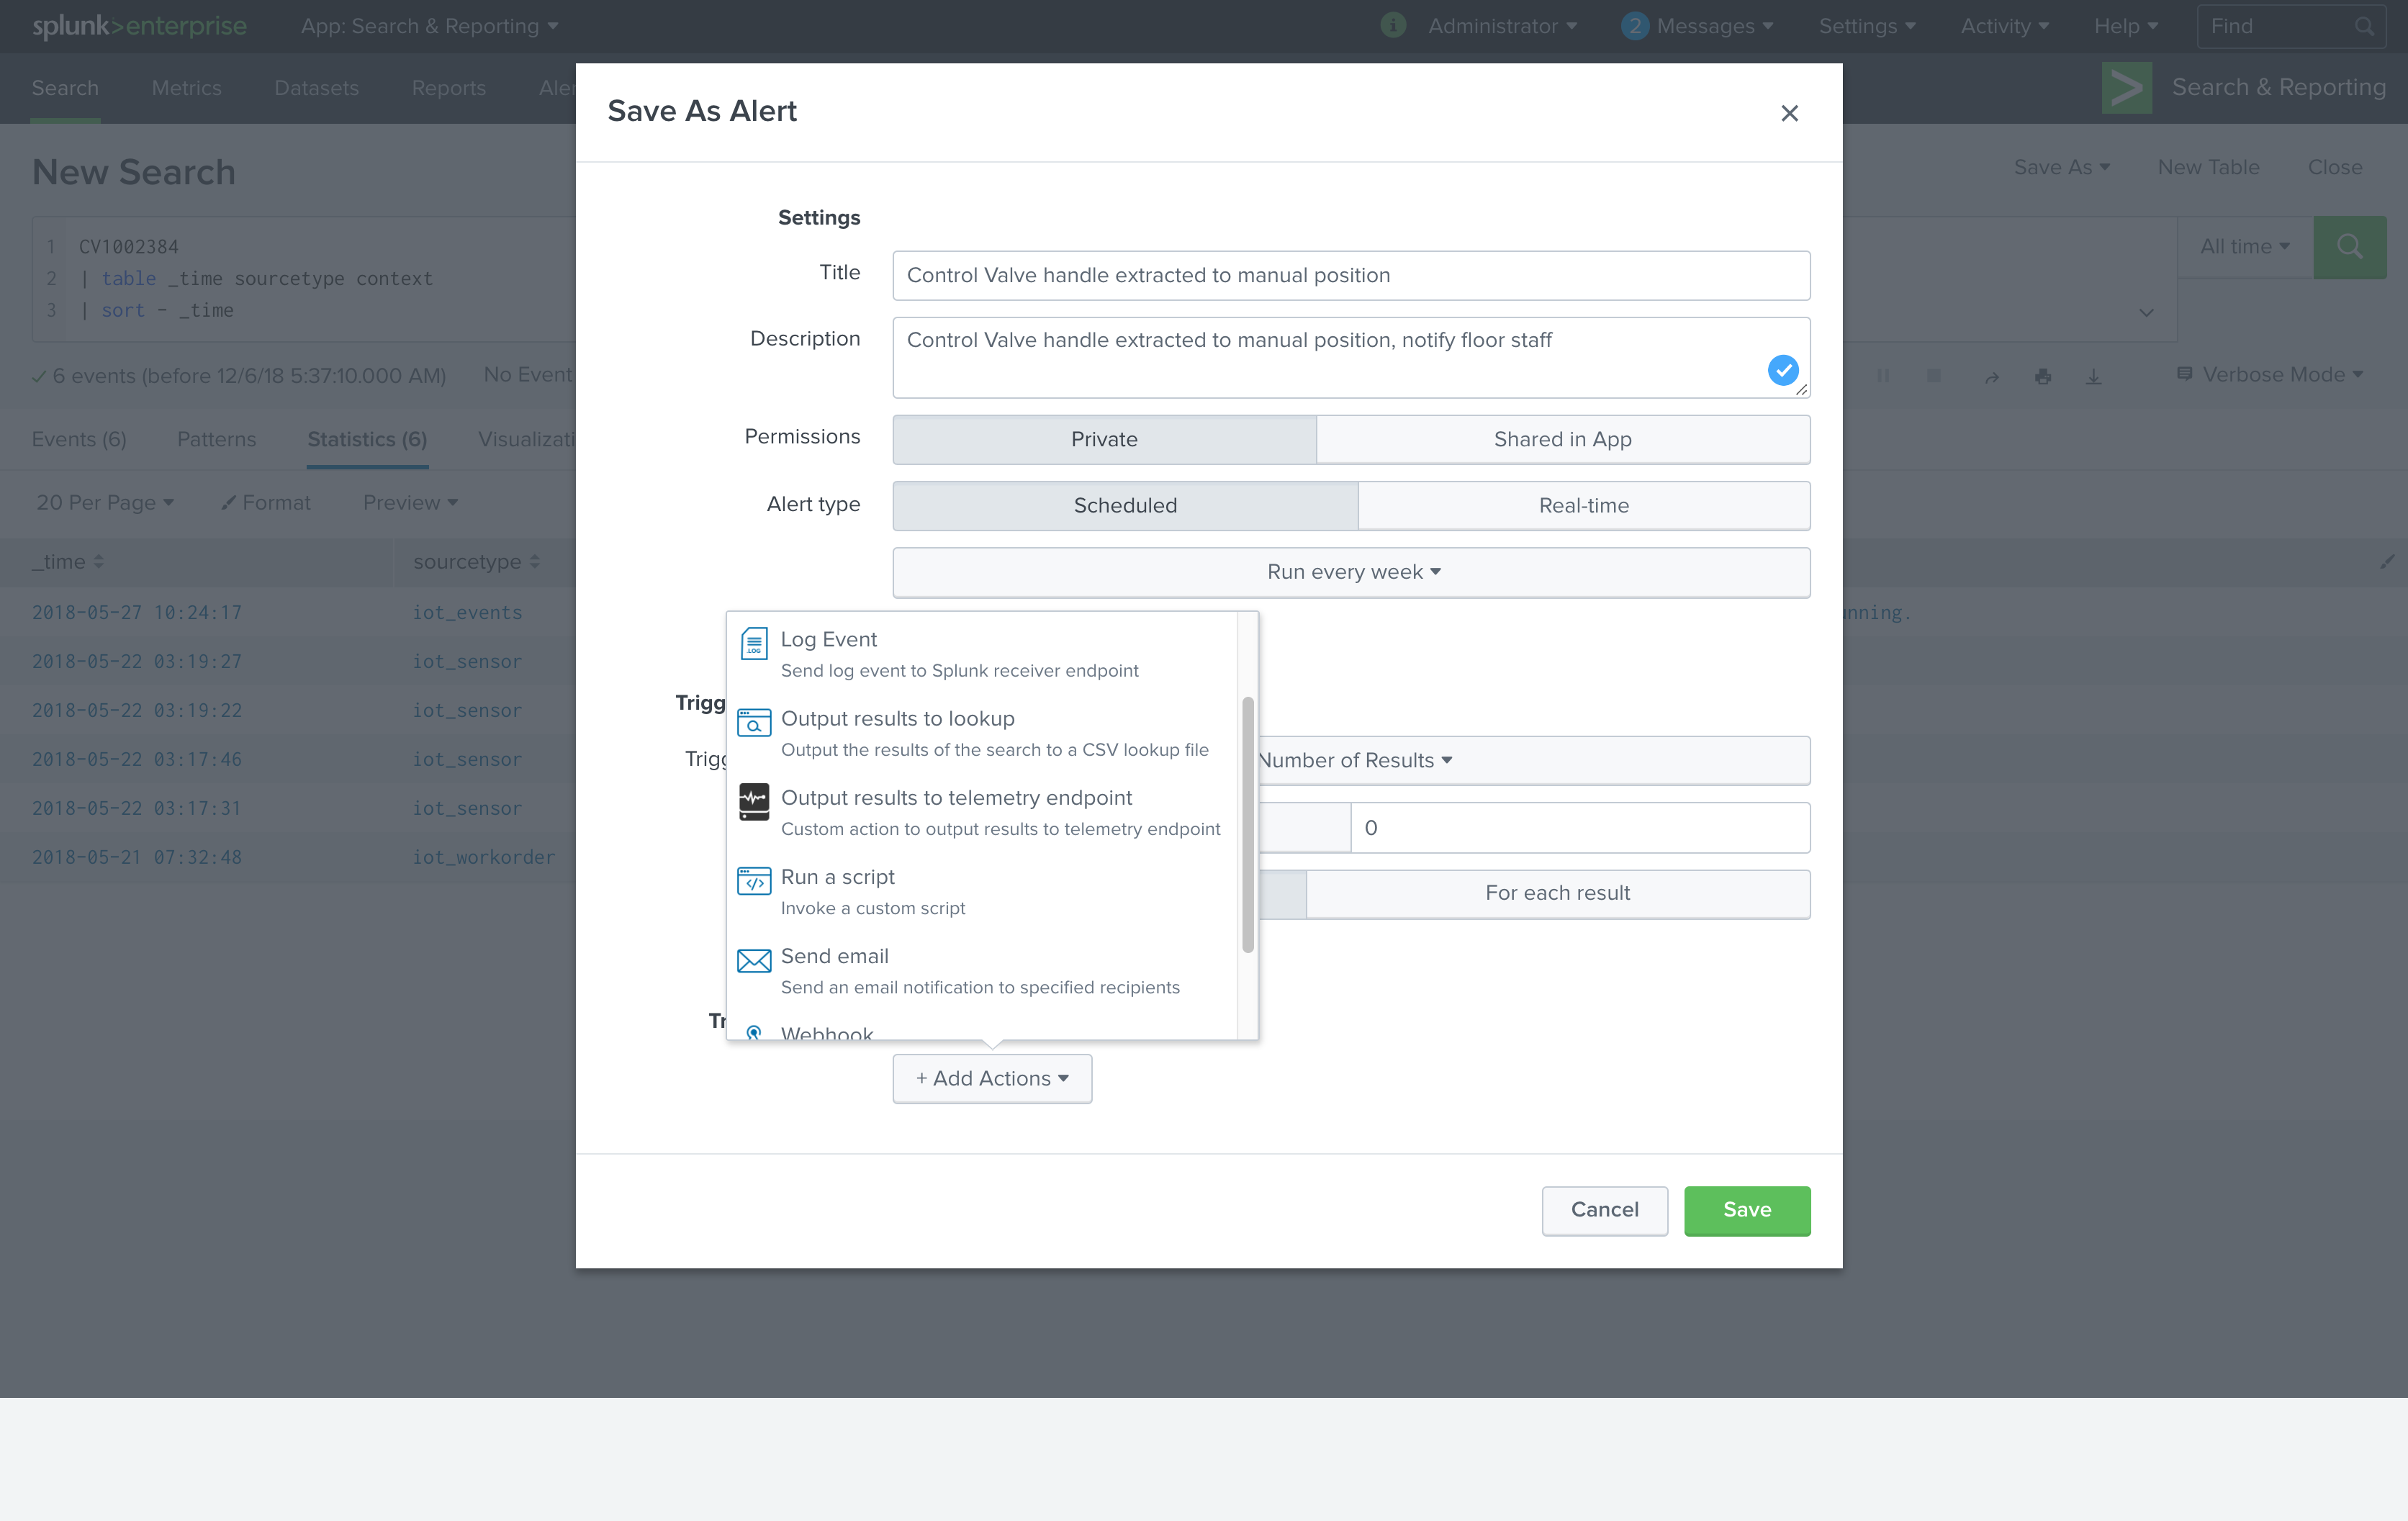 splunk>enterprise App: Search & Reporting i Administrator 2 Messages Settings Activity Help Find
Search Metrics Datasets Reports Search & Reporting
New Search
Save As New Table Close
1 CV1002384
2 | table _time sourcetype context
3 | sort - _time
All time
6 events (before 12/6/18 5:37:10.000 AM) No Event
Verbose Mode
Events (6) Patterns Statistics (6) Visualizati
20 Per Page Format Preview
_time sourcetype
2018-05-27 10:24:17 iot_events
nning.
2018-05-22 03:19:27 iot_sensor
2018-05-22 03:19:22 iot_sensor
2018-05-22 03:17:46 iot_sensor
2018-05-22 03:17:31 iot_sensor
2018-05-21 07:32:48 iot_workorder
Save As Alert
Settings
Title Control Valve handle extracted to manual position
Description Control Valve handle extracted to manual position, notify floor staff
Permissions Private Shared in App
Alert type Scheduled Real-time
Run every week
Trigg
Trigg
Number of Results
0
For each result
Tr
Log Event
.LOG
Send log event to Splunk receiver endpoint
Output results to lookup
Output the results of the search to a CSV lookup file
Output results to telemetry endpoint
Custom action to output results to telemetry endpoint
Run a script
Invoke a custom script
Send email
Send an email notification to specified recipients
Webhook
+ Add Actions
Cancel Save